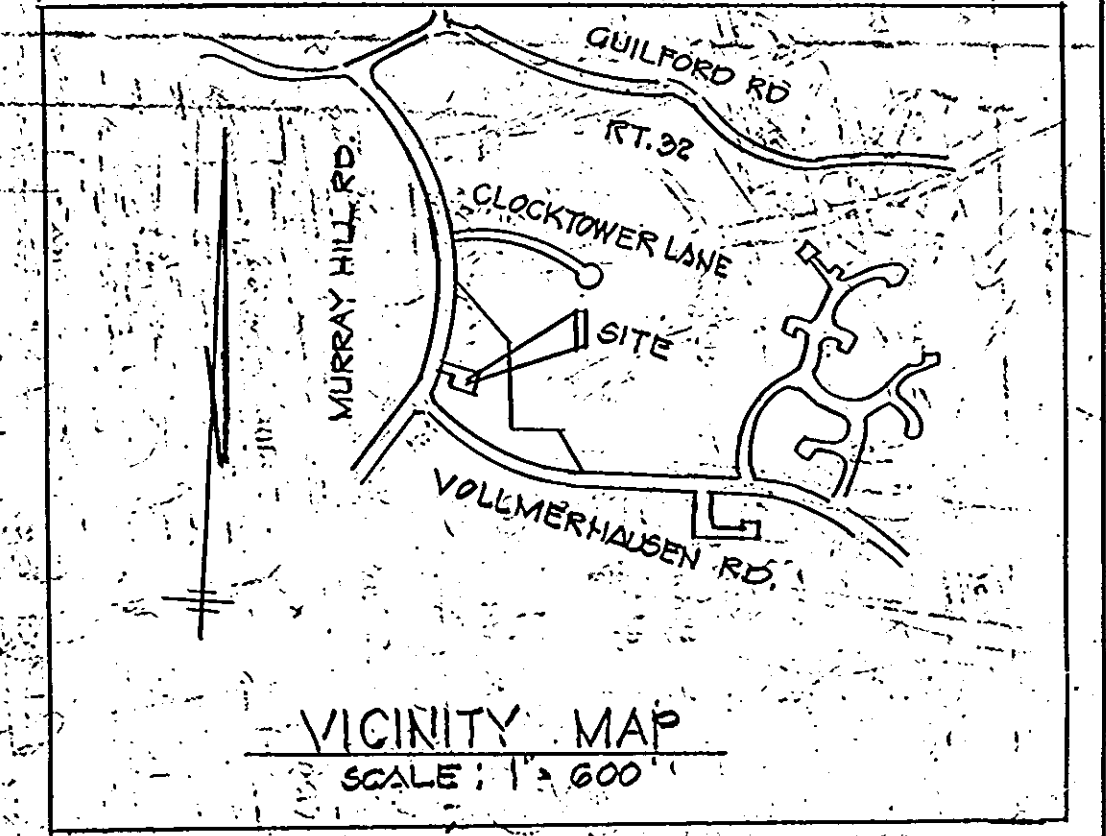 GUILFORD RD
RT. 32
MURRAY HILL RD.
CLOCKTOWER LANE
SITE
VOLLMERHAUSEN RD.
VICINITY MAP
SCALE: 1" = 600'